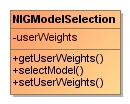 NIGModelSelection
-userWeights
+getUserWeights()
+selectModel()
+setUserWeights()